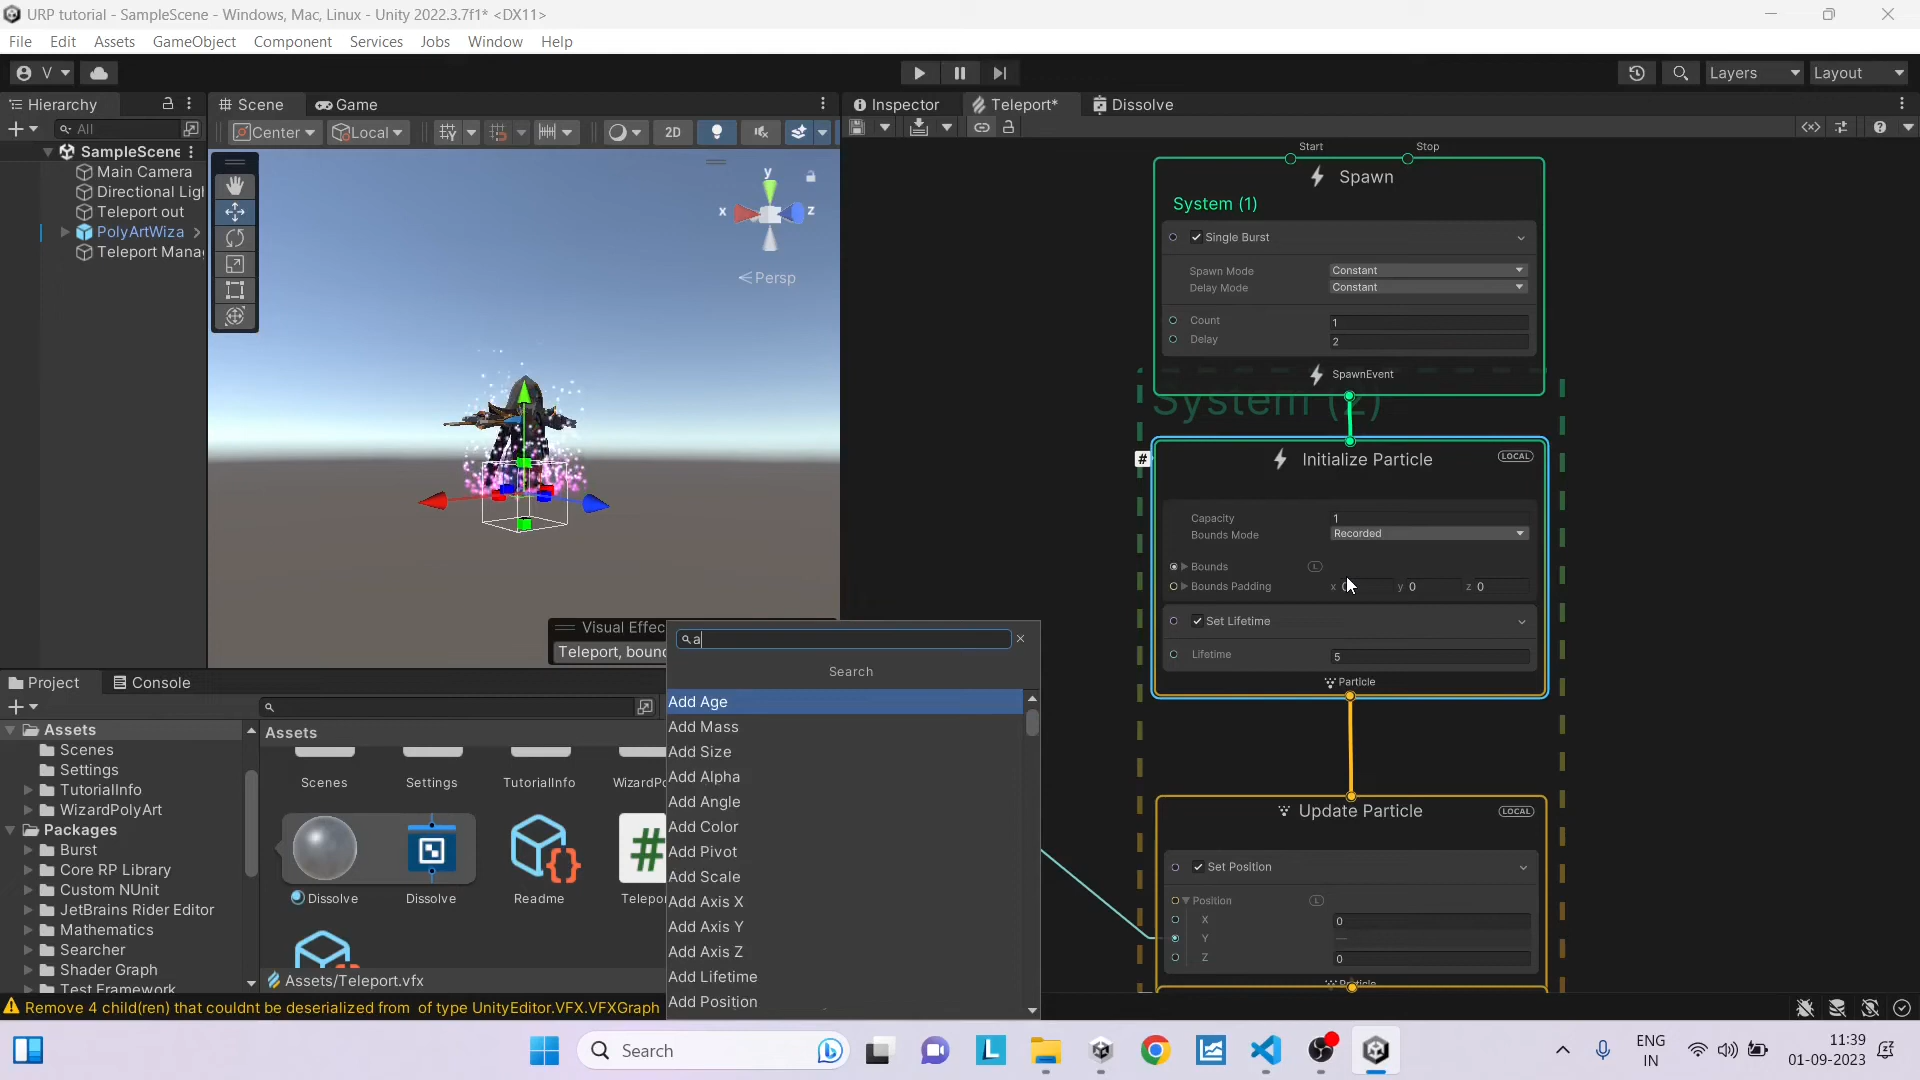 URP tutorial - SampleScene - Windows, Mac, Linux - Unity 2022.3.7f1* <DX11>
File Edit Assets GameObject Component Services Jobs Window Help
V
Layers Layout
Hierarchy
All
SampleScene
Main Camera
Directional Ligh
Teleport out
PolyArtWiza
Teleport Mana
Scene Game
Center Local 2D
y
x z
Persp
Visual Effec
Teleport, bound
Inspector Teleport* Dissolve
Start Stop
Spawn
System (1)
Single Burst
Spawn Mode Constant
Delay Mode Constant
Count 1
Delay 2
SpawnEvent
System (2)
# Initialize Particle LOCAL
Capacity 1
Bounds Mode Recorded
Bounds L
Bounds Padding x y 0 z 0
Set Lifetime
Lifetime 5
Particle
Update Particle LOCAL
Set Position
Position L
X 0
Y —
Z 0
Particle
a
Search
Add Age
Add Mass
Add Size
Add Alpha
Add Angle
Add Color
Add Pivot
Add Scale
Add Axis X
Add Axis Y
Add Axis Z
Add Lifetime
Add Position
Project Console
Assets
Scenes
Settings
TutorialInfo
WizardPolyArt
Packages
Burst
Core RP Library
Custom NUnit
JetBrains Rider Editor
Mathematics
Searcher
Shader Graph
Test Framework
Assets
Scenes Settings TutorialInfo WizardPo
Dissolve Dissolve Readme Telepor
Assets/Teleport.vfx
Remove 4 child(ren) that couldnt be deserialized from of type UnityEditor.VFX.VFXGraph
Search
ENG
IN
11:39
01-09-2023